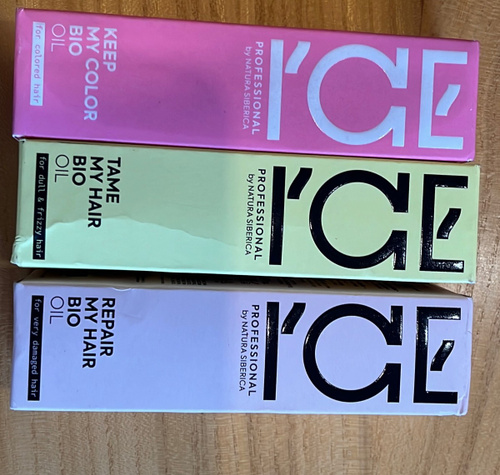 I'CE
PROFESSIONAL
by NATURA SIBERICA
KEEP
MY COLOR
BIO
OIL
for colored hair
I'CE
PROFESSIONAL
by NATURA SIBERICA
TAME
MY HAIR
BIO
OIL
for dull & frizzy hair
I'CE
PROFESSIONAL
by NATURA SIBERICA
REPAIR
MY HAIR
BIO
OIL
for very damaged hair